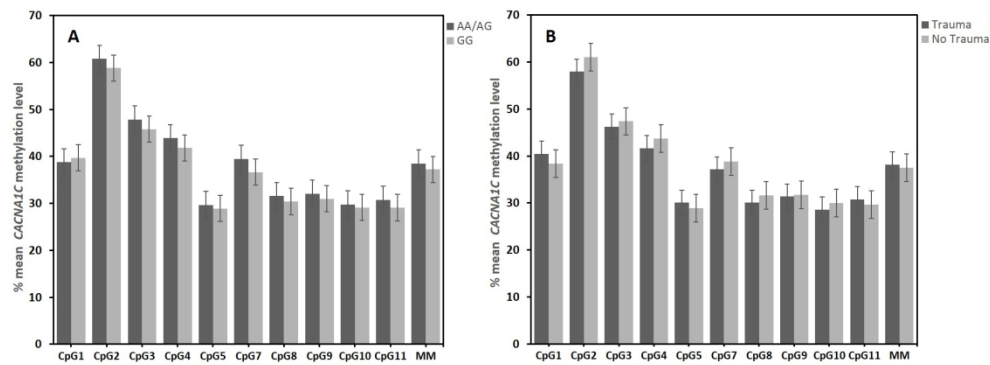 A
AA/AG
GG
% mean CACNA1C methylation level
70
60
50
40
30
20
10
0
CpG1 CpG2 CpG3 CpG4 CpG5 CpG7 CpG8 CpG9 CpG10 CpG11 MM
B
Trauma
No Trauma
% mean CACNA1C methylation level
70
60
50
40
30
20
10
0
CpG1 CpG2 CpG3 CpG4 CpG5 CpG7 CpG8 CpG9 CpG10 CpG11 MM